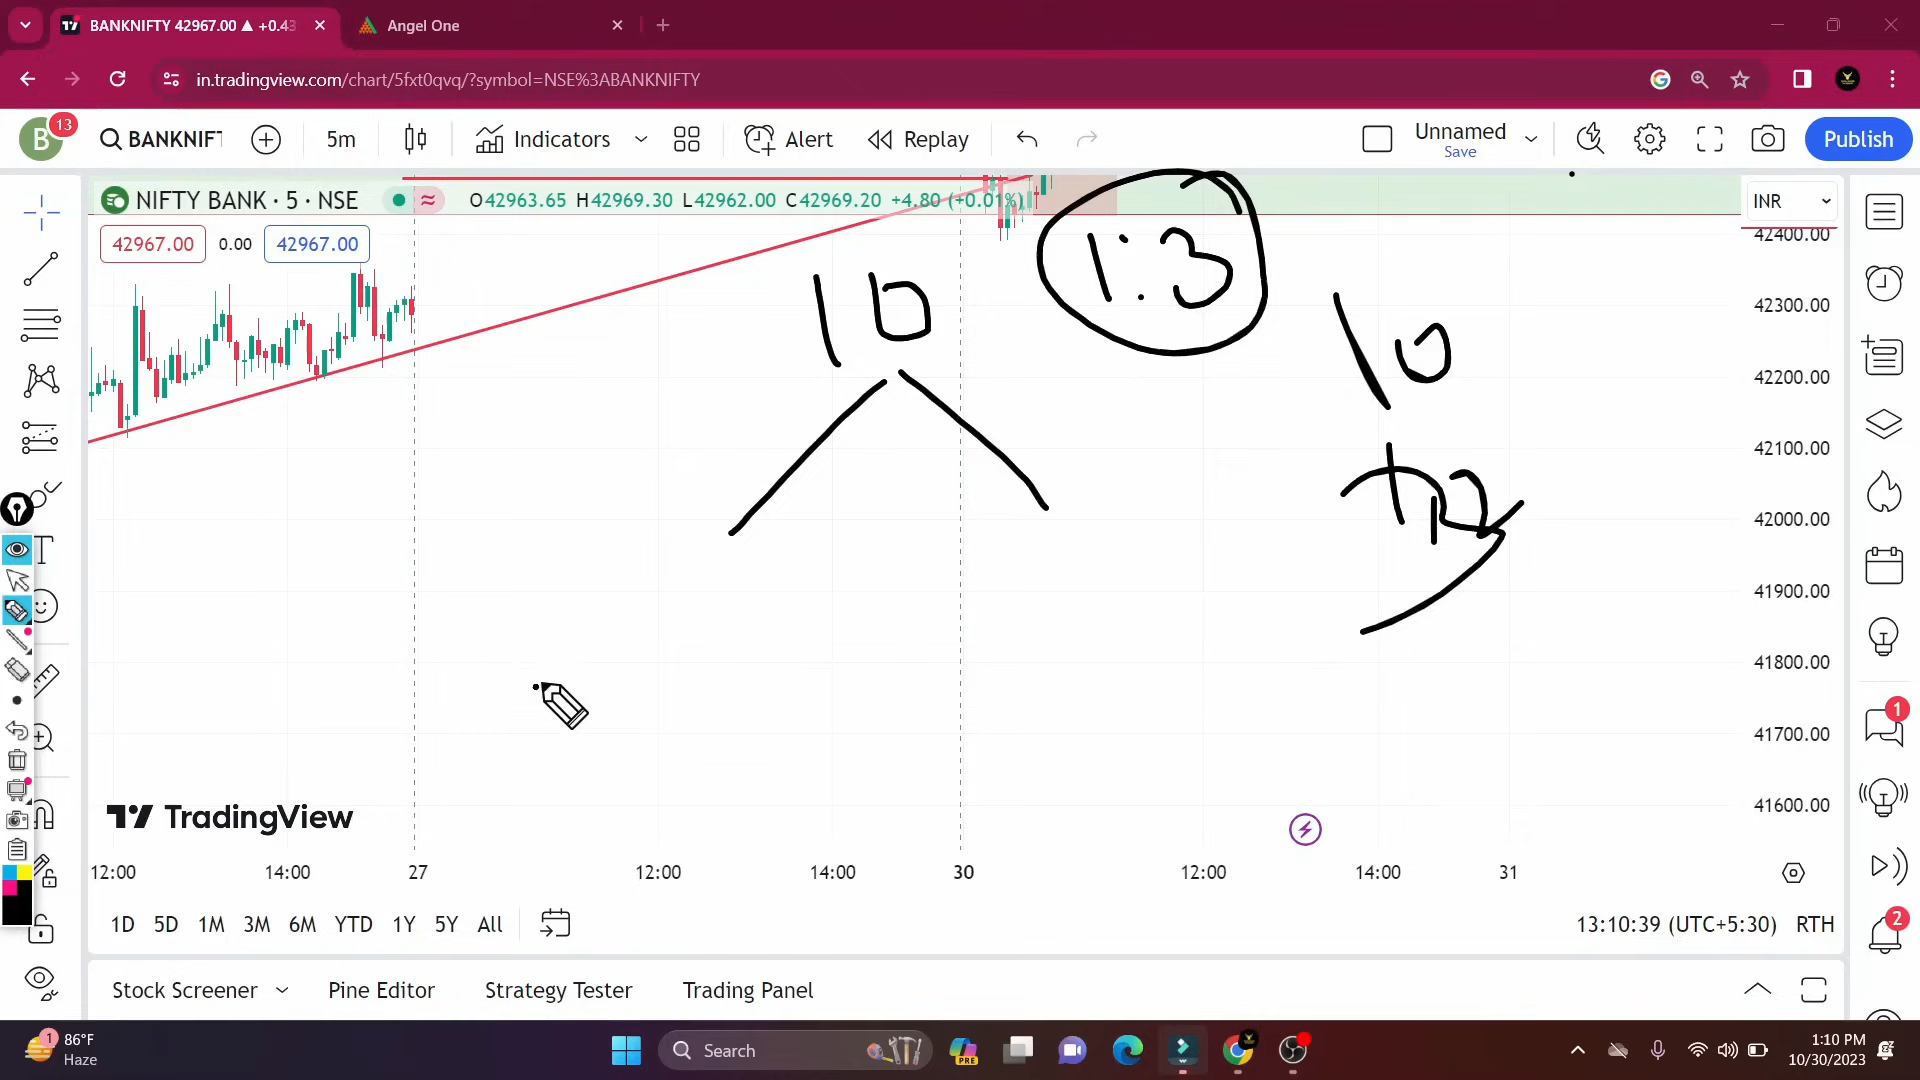 BANKNIFTY 42967.00 ▲ +0.43
Angel One
in.tradingview.com/chart/5fxt0qvq/?symbol=NSE%3ABANKNIFTY
B
13
BANKNIFT
5m
Indicators
Alert
Replay
Unnamed
Save
Publish
NIFTY BANK · 5 · NSE
O42963.65 H42969.30 L42962.00 C42969.20 +4.80 (+0.01%)
INR
42967.00
0.00
42967.00
42400.00
42300.00
42200.00
42100.00
42000.00
41900.00
41800.00
41700.00
41600.00
10
1:3
10
TradingView
12:00
14:00
27
12:00
14:00
30
12:00
14:00
31
1D 5D 1M 3M 6M YTD 1Y 5Y All
13:10:39 (UTC+5:30) RTH
1
2
Stock Screener
Pine Editor
Strategy Tester
Trading Panel
1
86°F
Haze
Search
PRE
1:10 PM
10/30/2023